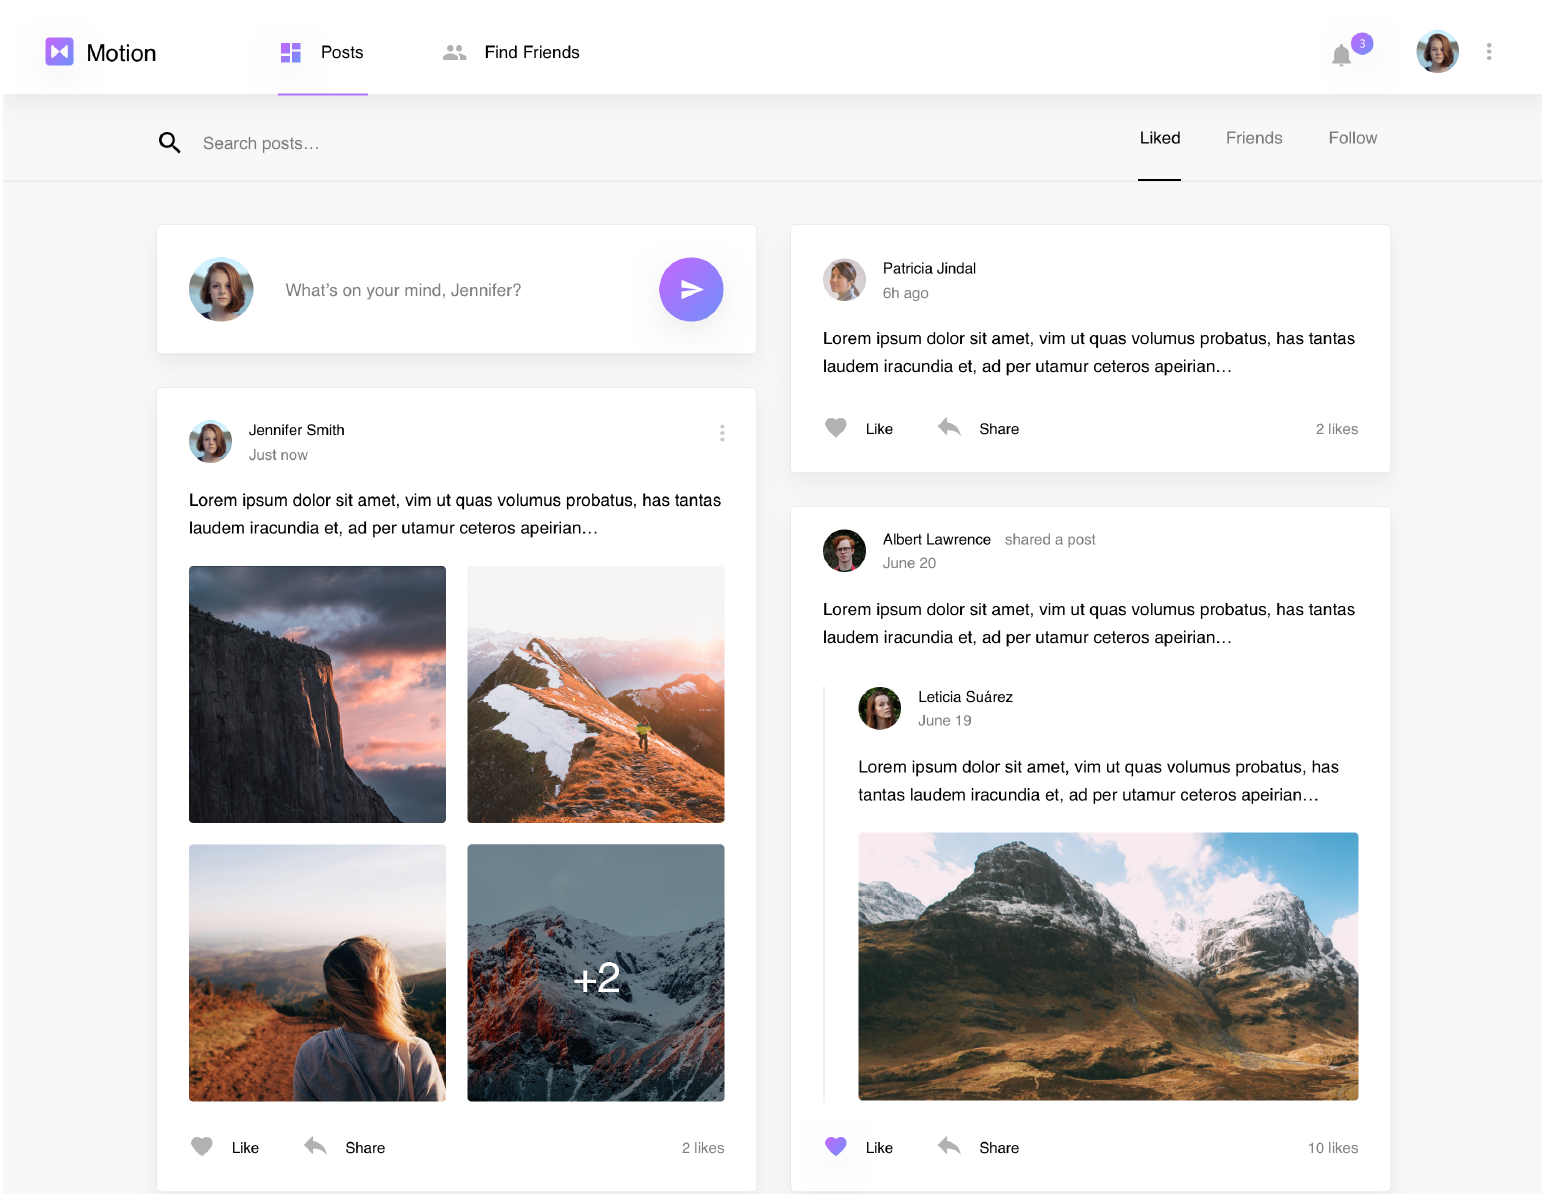 Motion
Posts
Find Friends
3
Search posts…
Liked
Friends
Follow
What’s on your mind, Jennifer?
Jennifer Smith
Just now
Lorem ipsum dolor sit amet, vim ut quas volumus probatus, has tantas
laudem iracundia et, ad per utamur ceteros apeirian…
+2
Like
Share
2 likes
Patricia Jindal
6h ago
Lorem ipsum dolor sit amet, vim ut quas volumus probatus, has tantas
laudem iracundia et, ad per utamur ceteros apeirian…
Like
Share
2 likes
Albert Lawrence shared a post
June 20
Lorem ipsum dolor sit amet, vim ut quas volumus probatus, has tantas
laudem iracundia et, ad per utamur ceteros apeirian…
Leticia Suárez
June 19
Lorem ipsum dolor sit amet, vim ut quas volumus probatus, has
tantas laudem iracundia et, ad per utamur ceteros apeirian…
Like
Share
10 likes